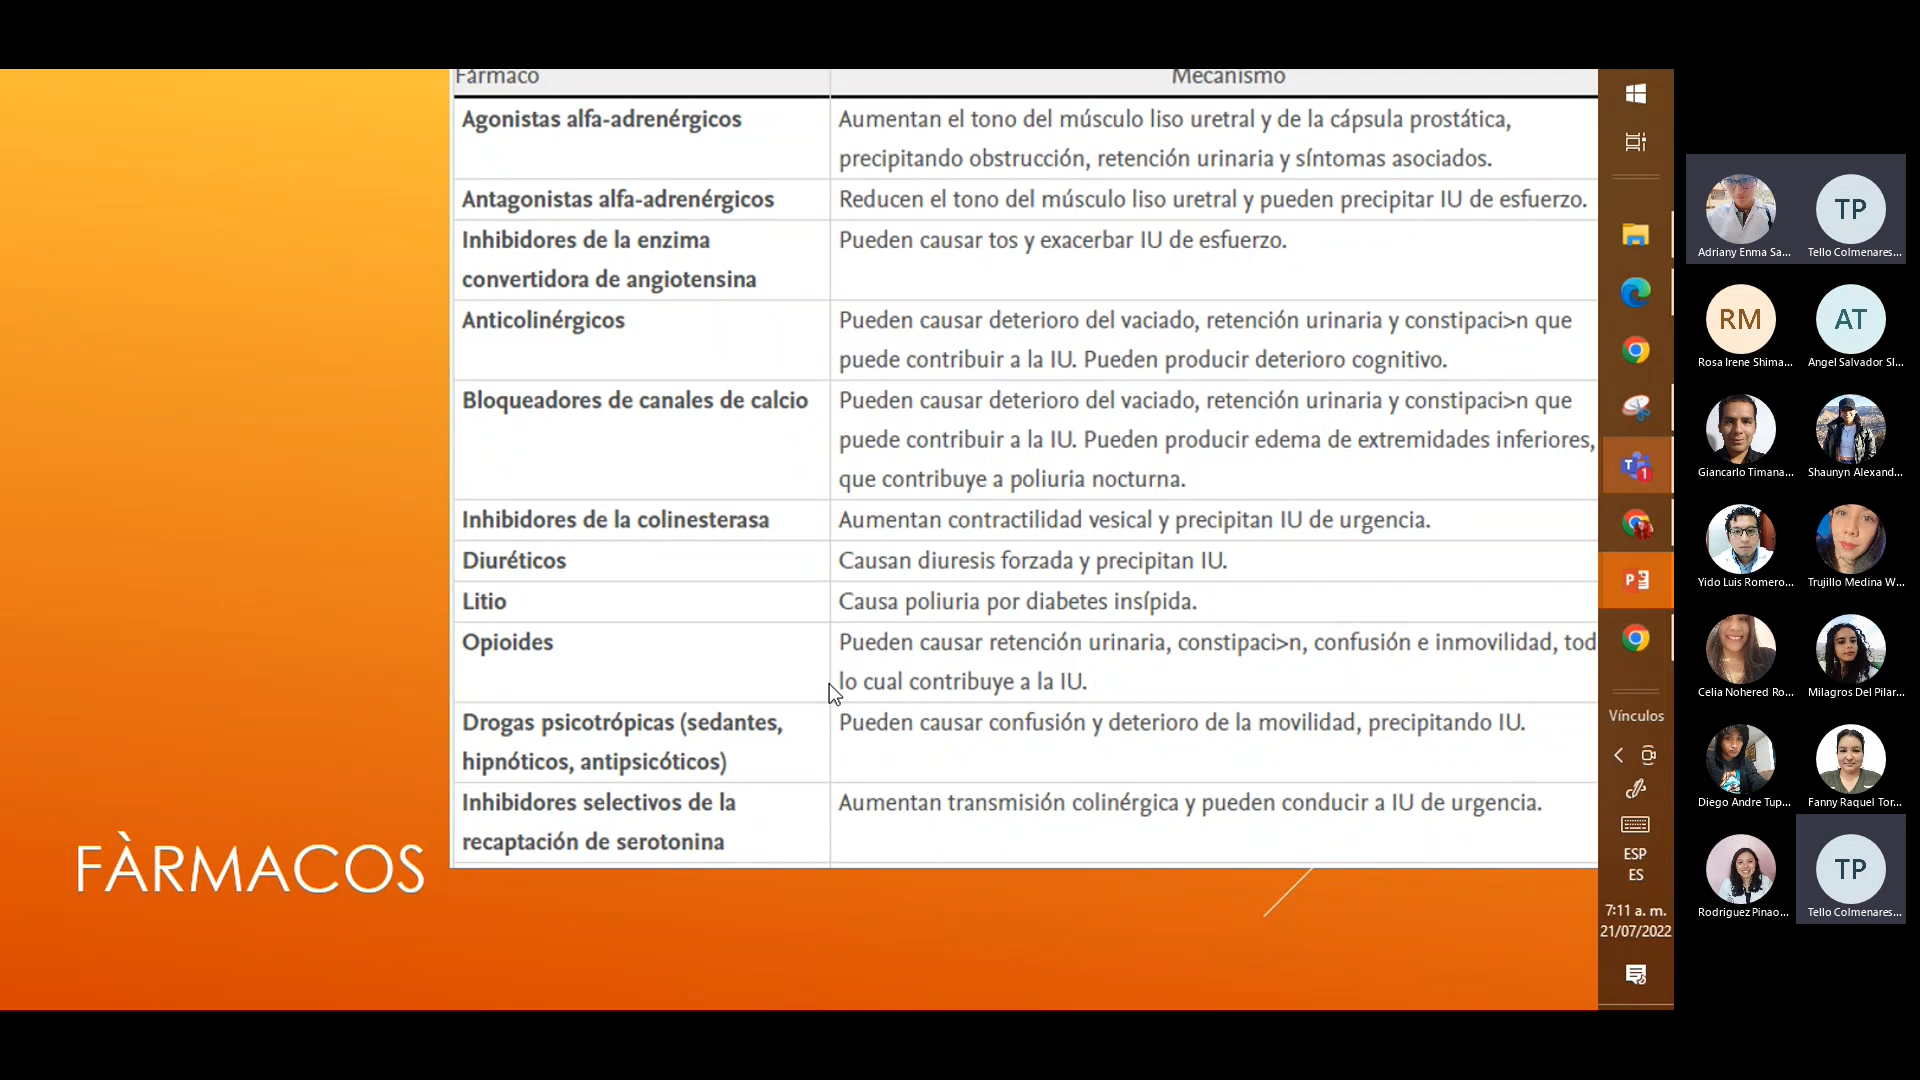 Fármaco
Mecanismo
Agonistas alfa-adrenérgicos
Aumentan el tono del músculo liso uretral y de la cápsula prostática,
precipitando obstrucción, retención urinaria y síntomas asociados.
Antagonistas alfa-adrenérgicos
Reducen el tono del músculo liso uretral y pueden precipitar IU de esfuerzo.
Inhibidores de la enzima
convertidora de angiotensina
Pueden causar tos y exacerbar IU de esfuerzo.
Anticolinérgicos
Pueden causar deterioro del vaciado, retención urinaria y constipaci>n que
puede contribuir a la IU. Pueden producir deterioro cognitivo.
Bloqueadores de canales de calcio
Pueden causar deterioro del vaciado, retención urinaria y constipaci>n que
puede contribuir a la IU. Pueden producir edema de extremidades inferiores,
que contribuye a poliuria nocturna.
Inhibidores de la colinesterasa
Aumentan contractilidad vesical y precipitan IU de urgencia.
Diuréticos
Causan diuresis forzada y precipitan IU.
Litio
Causa poliuria por diabetes insípida.
Opioides
Pueden causar retención urinaria, constipaci>n, confusión e inmovilidad, tod
lo cual contribuye a la IU.
Drogas psicotrópicas (sedantes,
hipnóticos, antipsicóticos)
Pueden causar confusión y deterioro de la movilidad, precipitando IU.
Inhibidores selectivos de la
recaptación de serotonina
Aumentan transmisión colinérgica y pueden conducir a IU de urgencia.
FÀRMACOS
Vínculos
ESP
ES
7:11 a. m.
21/07/2022
TP
Adriany Enma Sa...
Tello Colmenares...
RM
AT
Rosa Irene Shima...
Angel Salvador Sl...
Giancarlo Timana...
Shaunyn Alexand...
Yido Luis Romero...
Trujillo Medina W...
Celia Nohered Ro...
Milagros Del Pilar...
Diego Andre Tup...
Fanny Raquel Tor...
TP
Rodriguez Pinao...
Tello Colmenares...